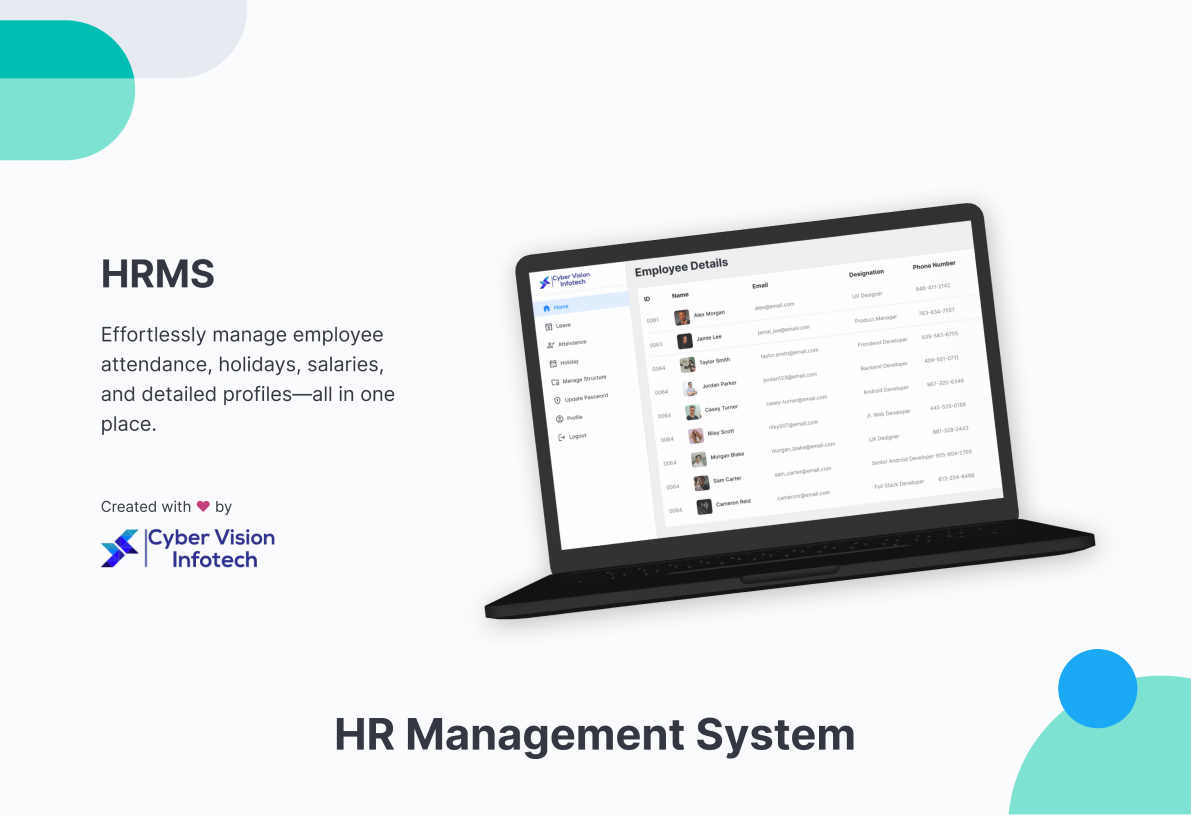 HRMS
Effortlessly manage employee
attendance, holidays, salaries,
and detailed profiles—all in one
place.
Created with ❤ by
Cyber Vision
Infotech
Cyber Vision
Infotech
Home
Leave
Attendance
Holiday
Manage Structure
Update Password
Profile
Logout
Employee Details
ID Name Email Designation Phone Number
0061 Alex Morgan alex@email.com UX Designer 848-411-2142
0063 Jamie Lee jamie_lee@email.com Product Manager 763-634-7557
0064 Taylor Smith taylor.smith@email.com Frontend Developer 939-583-6705
0064 Jordan Parker jordan123@email.com Backend Developer 409-501-0711
0064 Casey Turner casey-turner@email.com Android Developer 967-320-6346
0064 Riley Scott riley007@email.com Jr. Web Developer 445-525-0188
0064 Morgan Blake morgan_blake@email.com UX Designer 861-328-2443
0064 Sam Carter sam_carter@email.com Senior Android Developer 955-604-2769
0064 Cameron Reid cameronr@email.com Full Stack Developer 613-254-6498
HR Management System